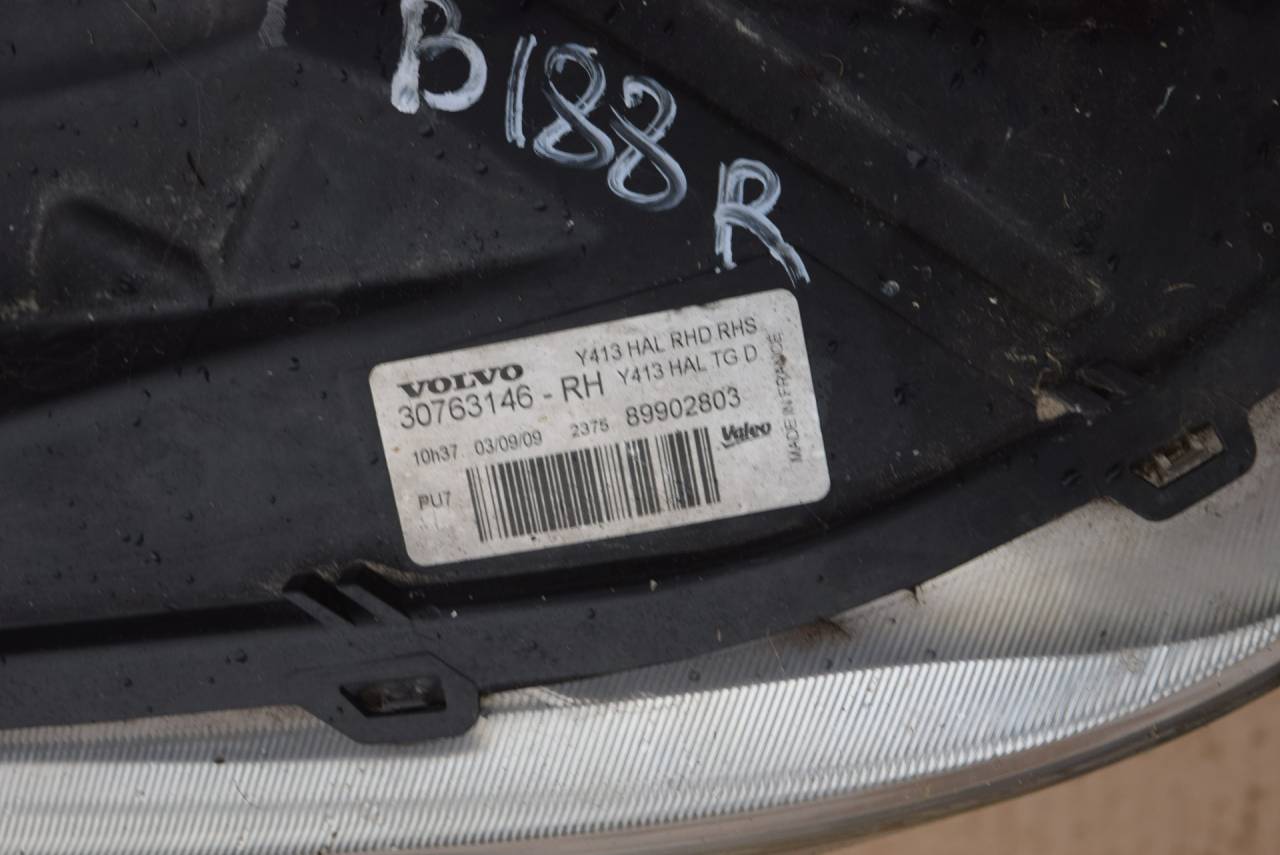 B 188 R
Y413 HAL RHD RHS
VOLVO
30763146 - RH Y413 HAL TG D
10h37 03/09/09 2375 89902803
Valeo
PU7
MADE IN FRANCE